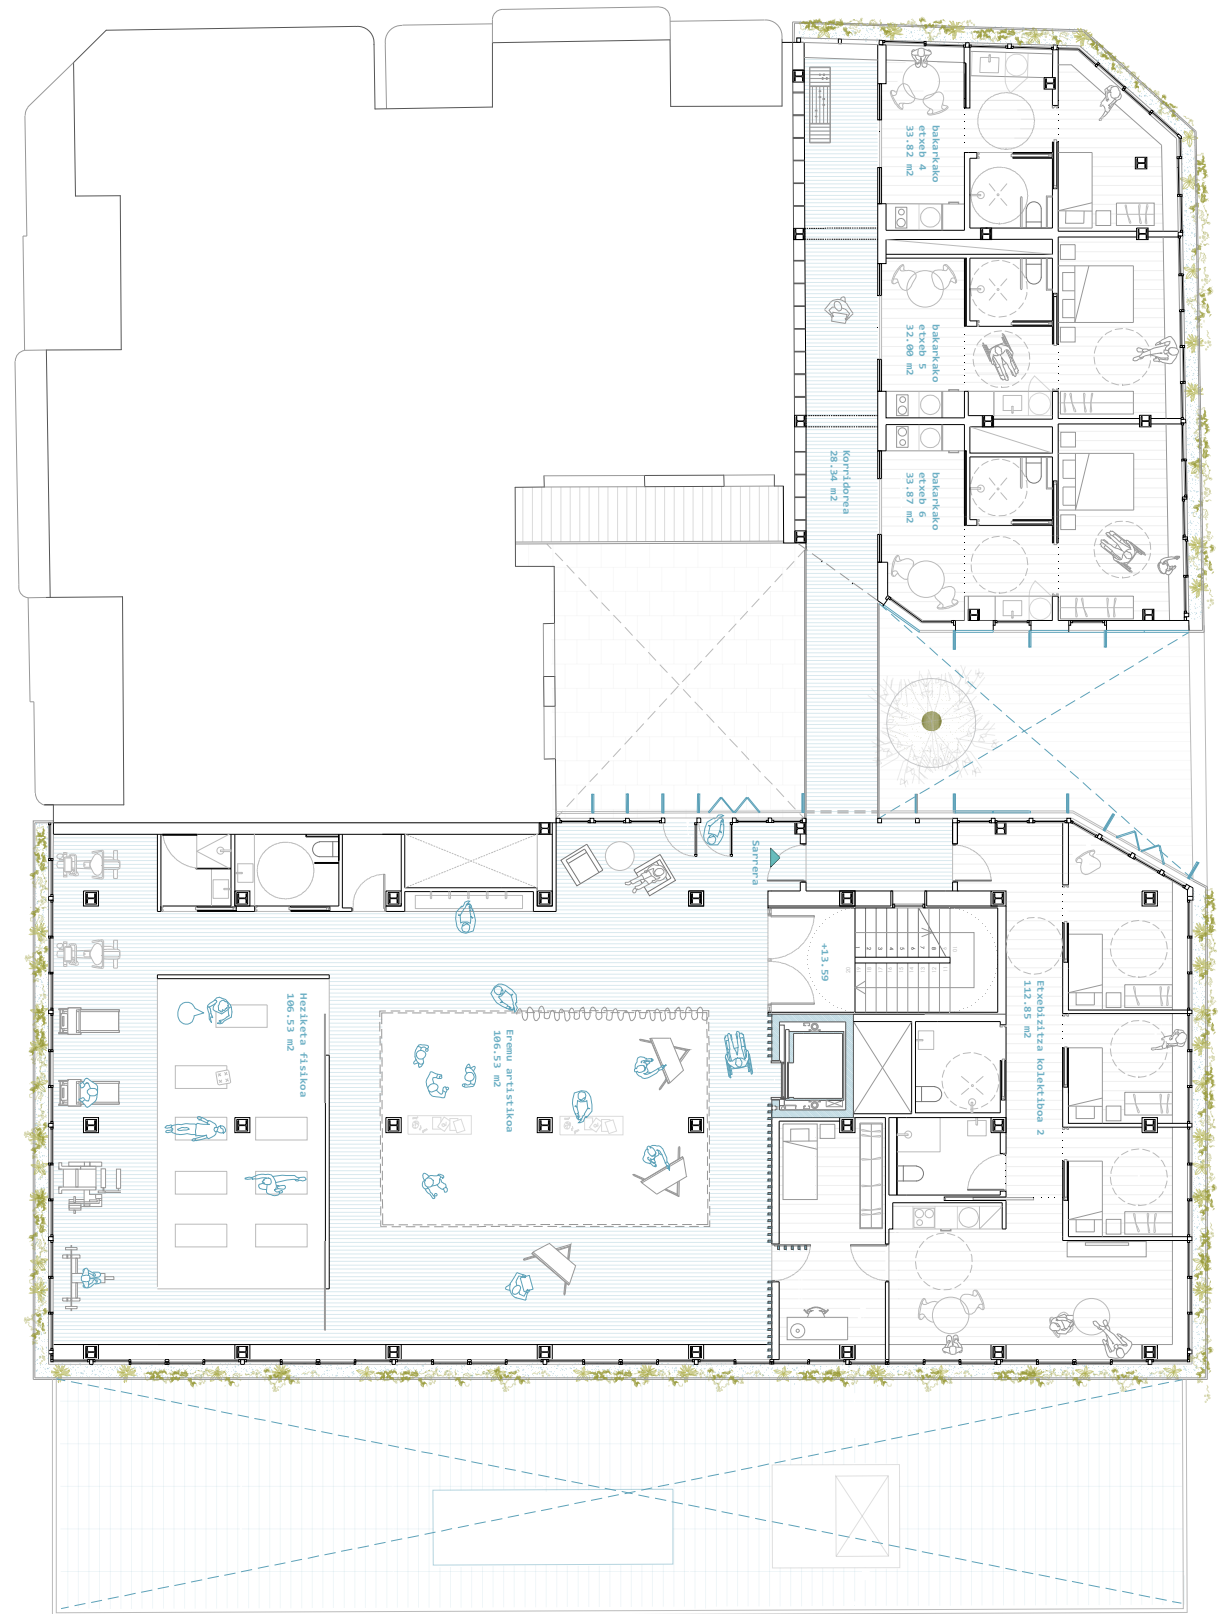 bakarkako
etxeb 4
33.82 m2
bakarkako
etxeb 5
32.00 m2
bakarkako
etxeb 6
33.87 m2
Korridorea
28.34 m2
Sarrera
+13.59
Etxebizitza kolektiboa 2
112.85 m2
Heziketa fisikoa
106.53 m2
Eremu artistikoa
106.53 m2